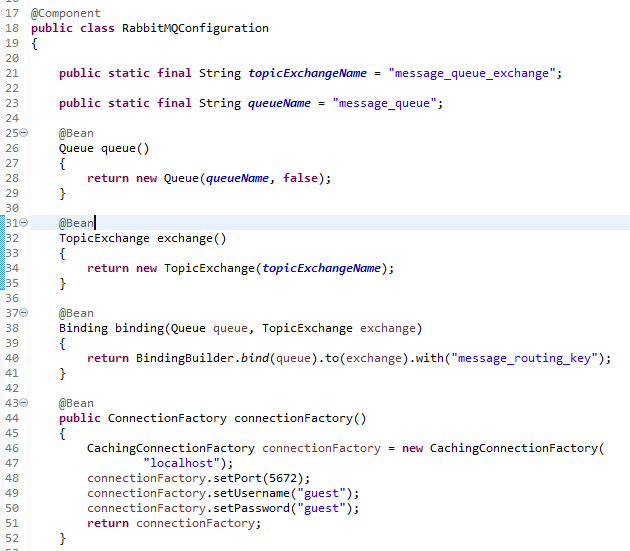 17 @Component
18 public class RabbitMQConfiguration
19 {
20
21     public static final String topicExchangeName = "message_queue_exchange";
22
23     public static final String queueName = "message_queue";
24
25     @Bean
26     Queue queue()
27     {
28         return new Queue(queueName, false);
29     }
30
31     @Bean
32     TopicExchange exchange()
33     {
34         return new TopicExchange(topicExchangeName);
35     }
36
37     @Bean
38     Binding binding(Queue queue, TopicExchange exchange)
39     {
40         return BindingBuilder.bind(queue).to(exchange).with("message_routing_key");
41     }
42
43     @Bean
44     public ConnectionFactory connectionFactory()
45     {
46         CachingConnectionFactory connectionFactory = new CachingConnectionFactory(
47                 "localhost");
48         connectionFactory.setPort(5672);
49         connectionFactory.setUsername("guest");
50         connectionFactory.setPassword("guest");
51         return connectionFactory;
52     }